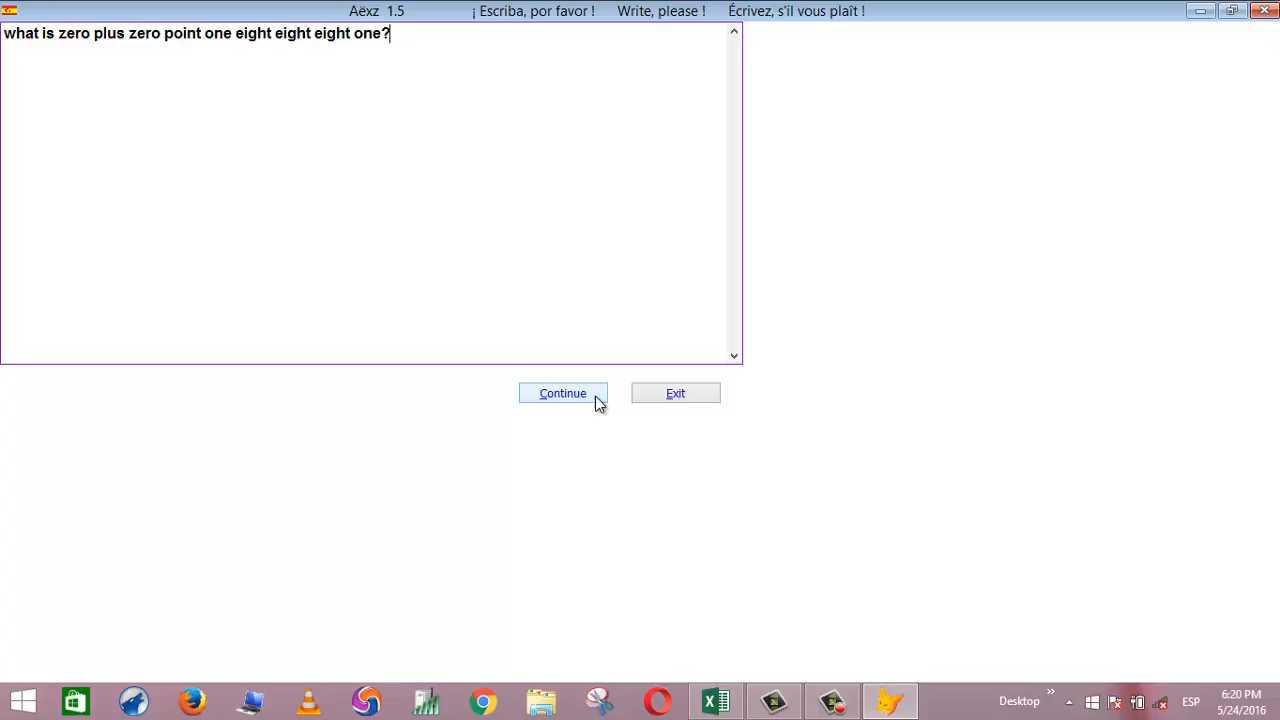 Aëxz 1.5 ¡ Escriba, por favor ! Write, please ! Écrivez, s'il vous plaît !
what is zero plus zero point one eight eight eight one?
Continue Exit
Desktop ESP 6:20 PM
5/24/2016